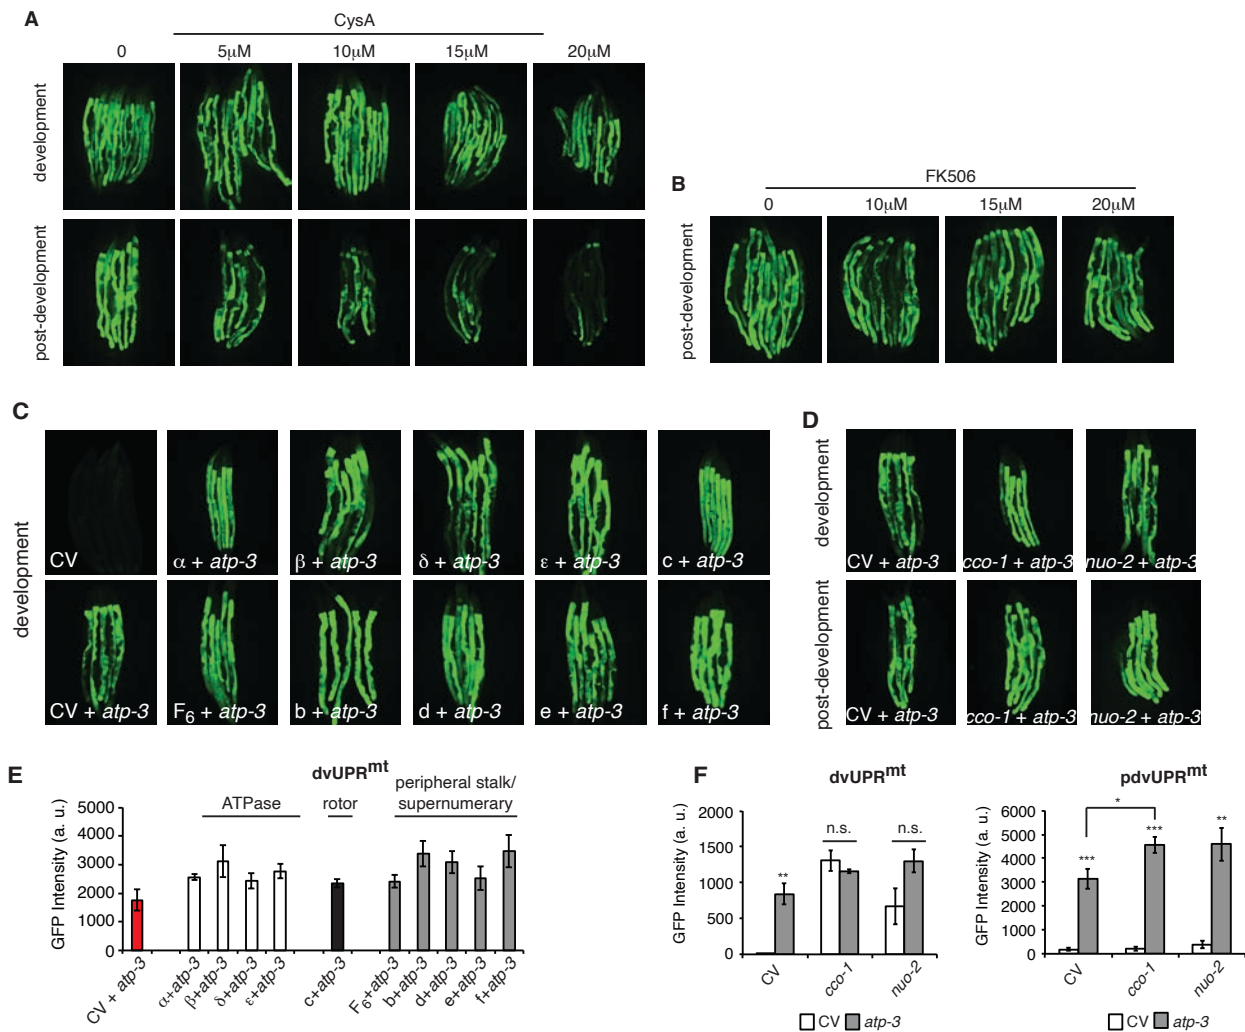 A
CysA
0
5μM
10μM
15μM
20μM
development
post-development
B
FK506
0
10μM
15μM
20μM
post-development
C
development
CV
α + atp-3
β + atp-3
δ + atp-3
ε + atp-3
c + atp-3
CV + atp-3
F6 + atp-3
b + atp-3
d + atp-3
e + atp-3
f + atp-3
D
development
post-development
CV + atp-3
cco-1 + atp-3
nuo-2 + atp-3
CV + atp-3
cco-1 + atp-3
nuo-2 + atp-3
E
dvUPRmt
ATPase
rotor
peripheral stalk/
supernumerary
GFP Intensity (a. u.)
5000
4000
3000
2000
1000
0
CV + atp-3
α+atp-3
β+atp-3
δ+atp-3
ε+atp-3
c+atp-3
F6+atp-3
b+atp-3
d+atp-3
e+atp-3
f+atp-3
F
dvUPRmt
GFP Intensity (a. u.)
2000
1500
1000
500
0
**
n.s.
n.s.
CV
cco-1
nuo-2
CV
atp-3
pdvUPRmt
GFP Intensity (a. u.)
6000
5000
4000
3000
2000
1000
0
*
***
***
**
CV
cco-1
nuo-2
CV
atp-3